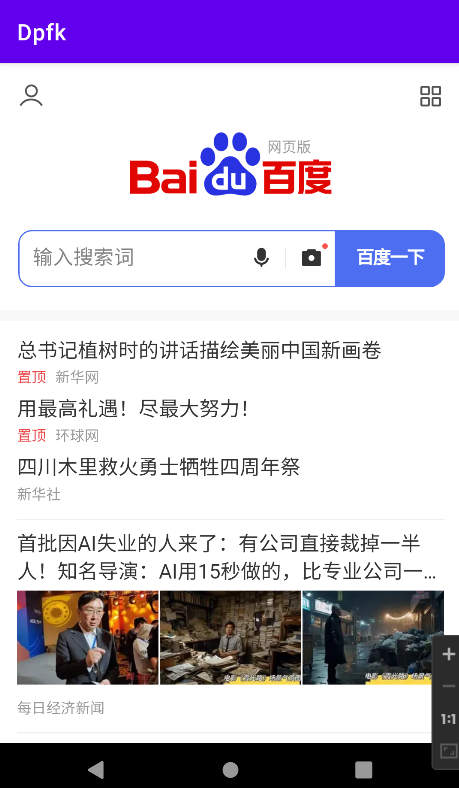 Dpfk
网页版
Bai du 百度
输入搜索词
百度一下
总书记植树时的讲话描绘美丽中国新画卷
置顶 新华网
用最高礼遇！尽最大努力！
置顶 环球网
四川木里救火勇士牺牲四周年祭
新华社
首批因AI失业的人来了：有公司直接裁掉一半
人！知名导演：AI用15秒做的，比专业公司一...
每日经济新闻
1:1